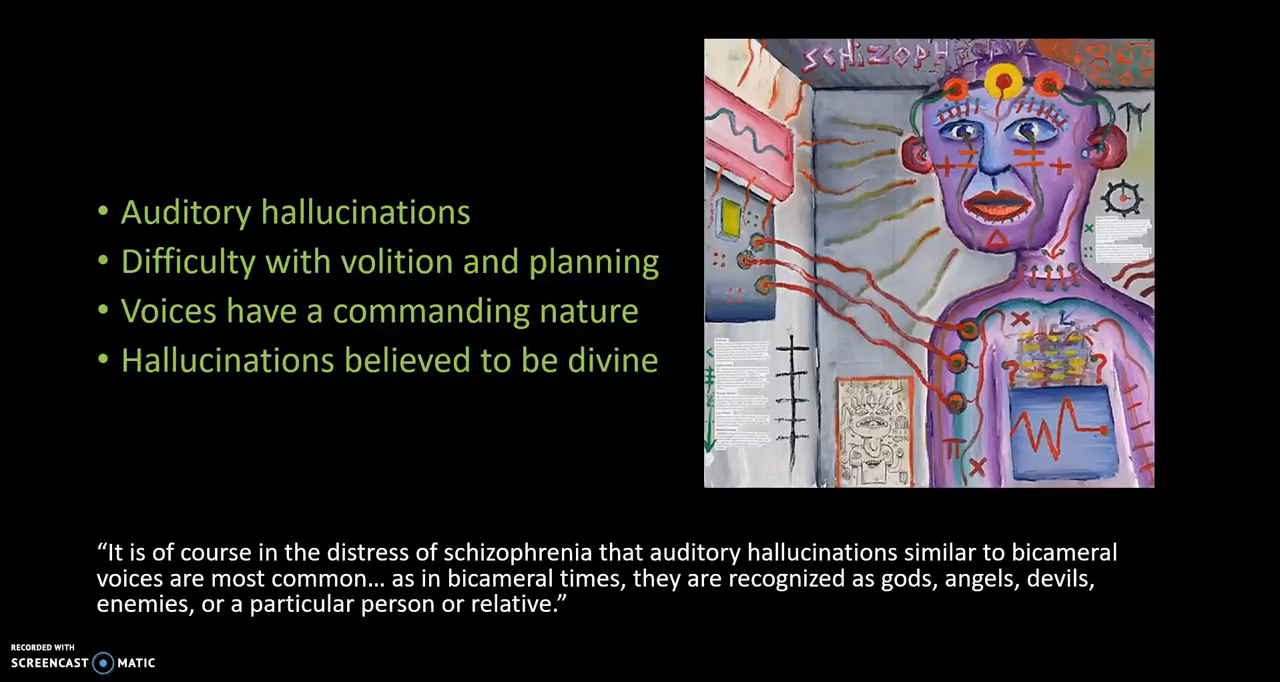 SCHIZOPHRENIA
• Auditory hallucinations
• Difficulty with volition and planning
• Voices have a commanding nature
• Hallucinations believed to be divine
“It is of course in the distress of schizophrenia that auditory hallucinations similar to bicameral
voices are most common… as in bicameral times, they are recognized as gods, angels, devils,
enemies, or a particular person or relative.”
RECORDED WITH
SCREENCAST MATIC